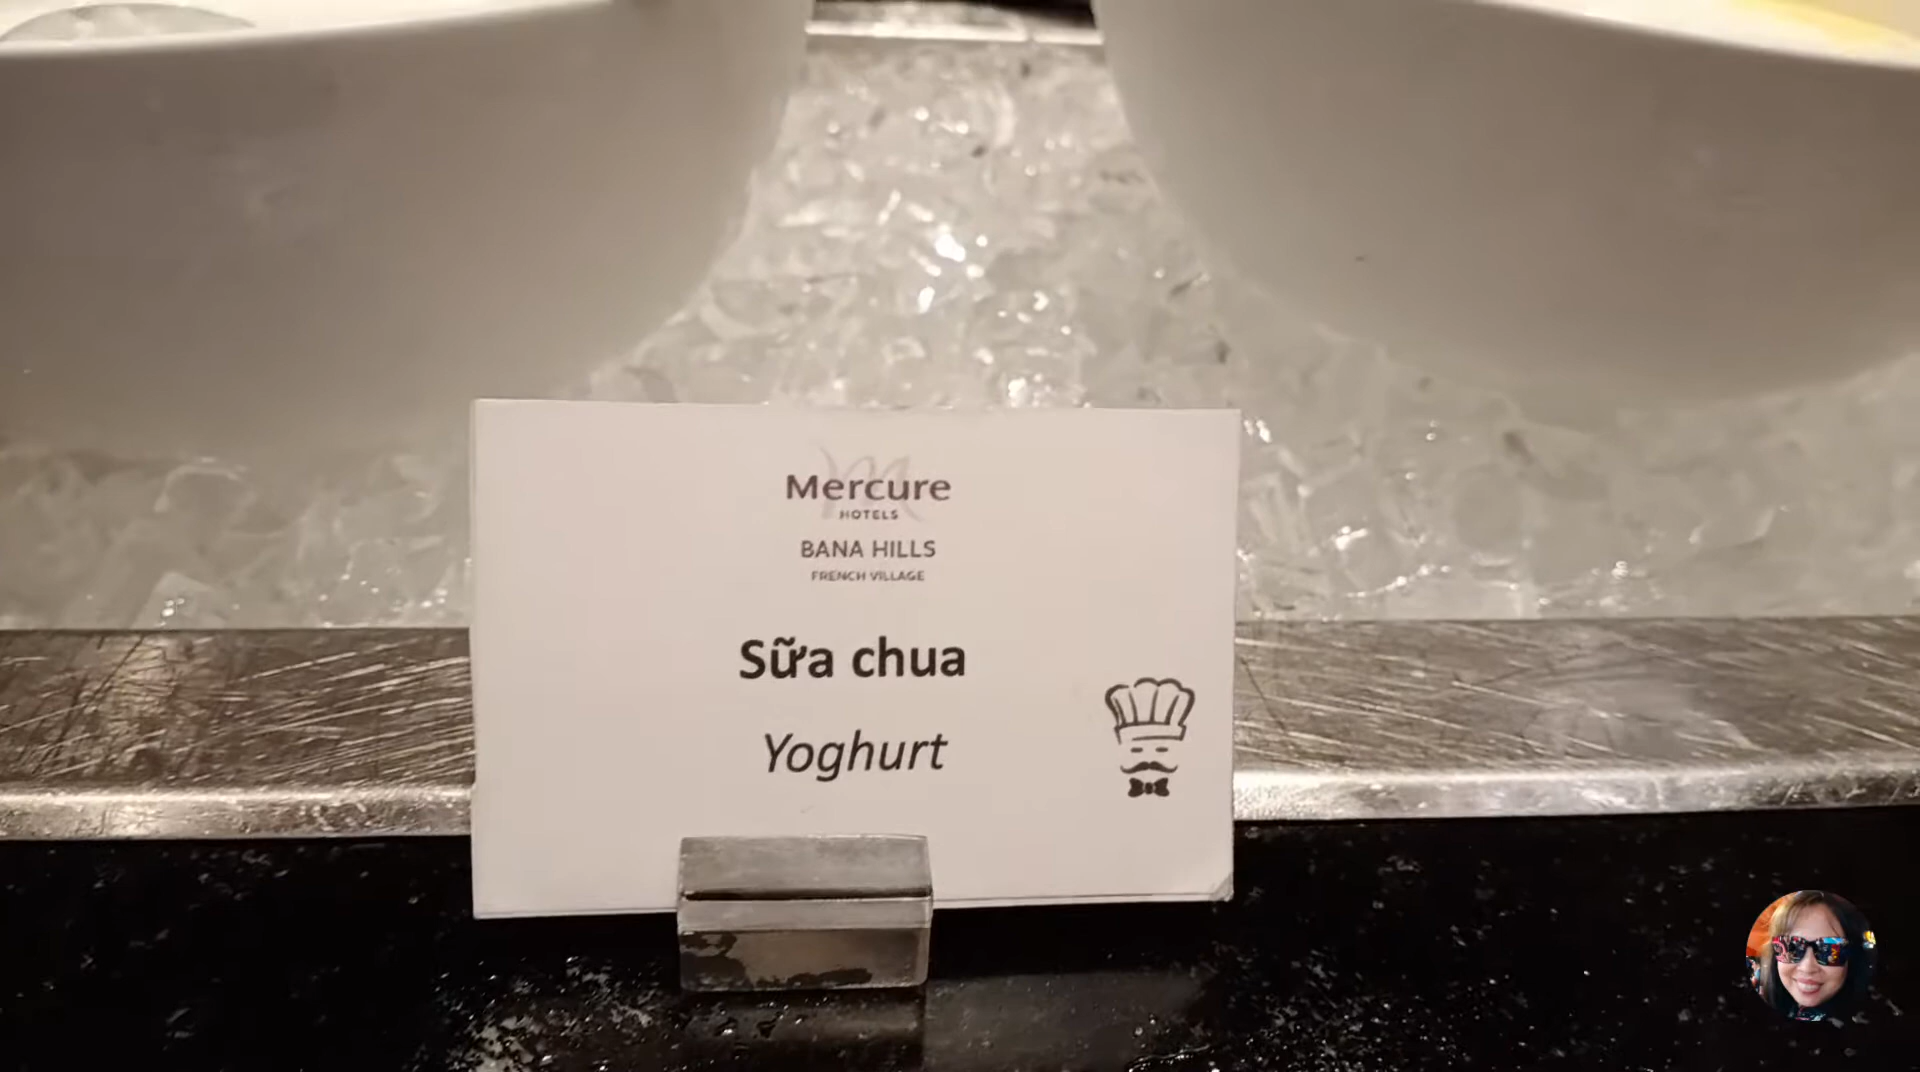 Mercure
HOTELS
BANA HILLS
FRENCH VILLAGE
Sữa chua
Yoghurt